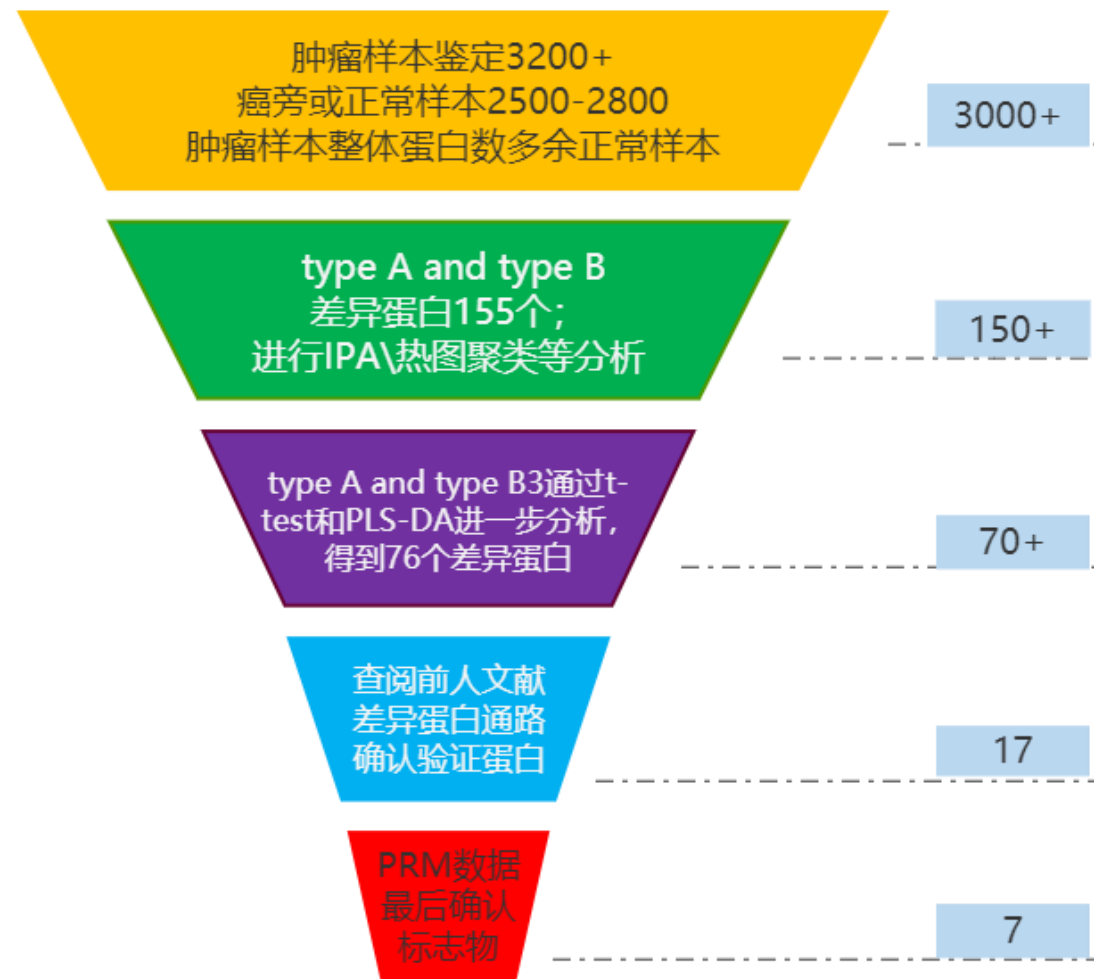 肿瘤样本鉴定3200+
癌旁或正常样本2500-2800
肿瘤样本整体蛋白数多余正常样本
3000+
type A and type B
差异蛋白155个；
进行IPA\热图聚类等分析
150+
type A and type B3通过t-
test和PLS-DA进一步分析，
得到76个差异蛋白
70+
查阅前人文献
差异蛋白通路
确认验证蛋白
17
PRM数据
最后确认
标志物
7